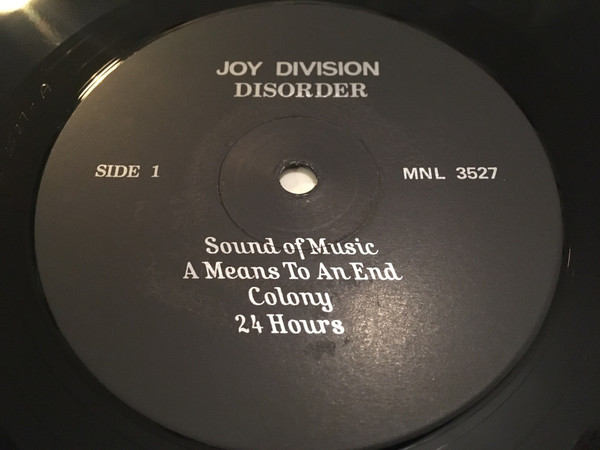 JOY DIVISION
DISORDER
SIDE 1
MNL 3527
Sound of Music
A Means To An End
Colony
24 Hours